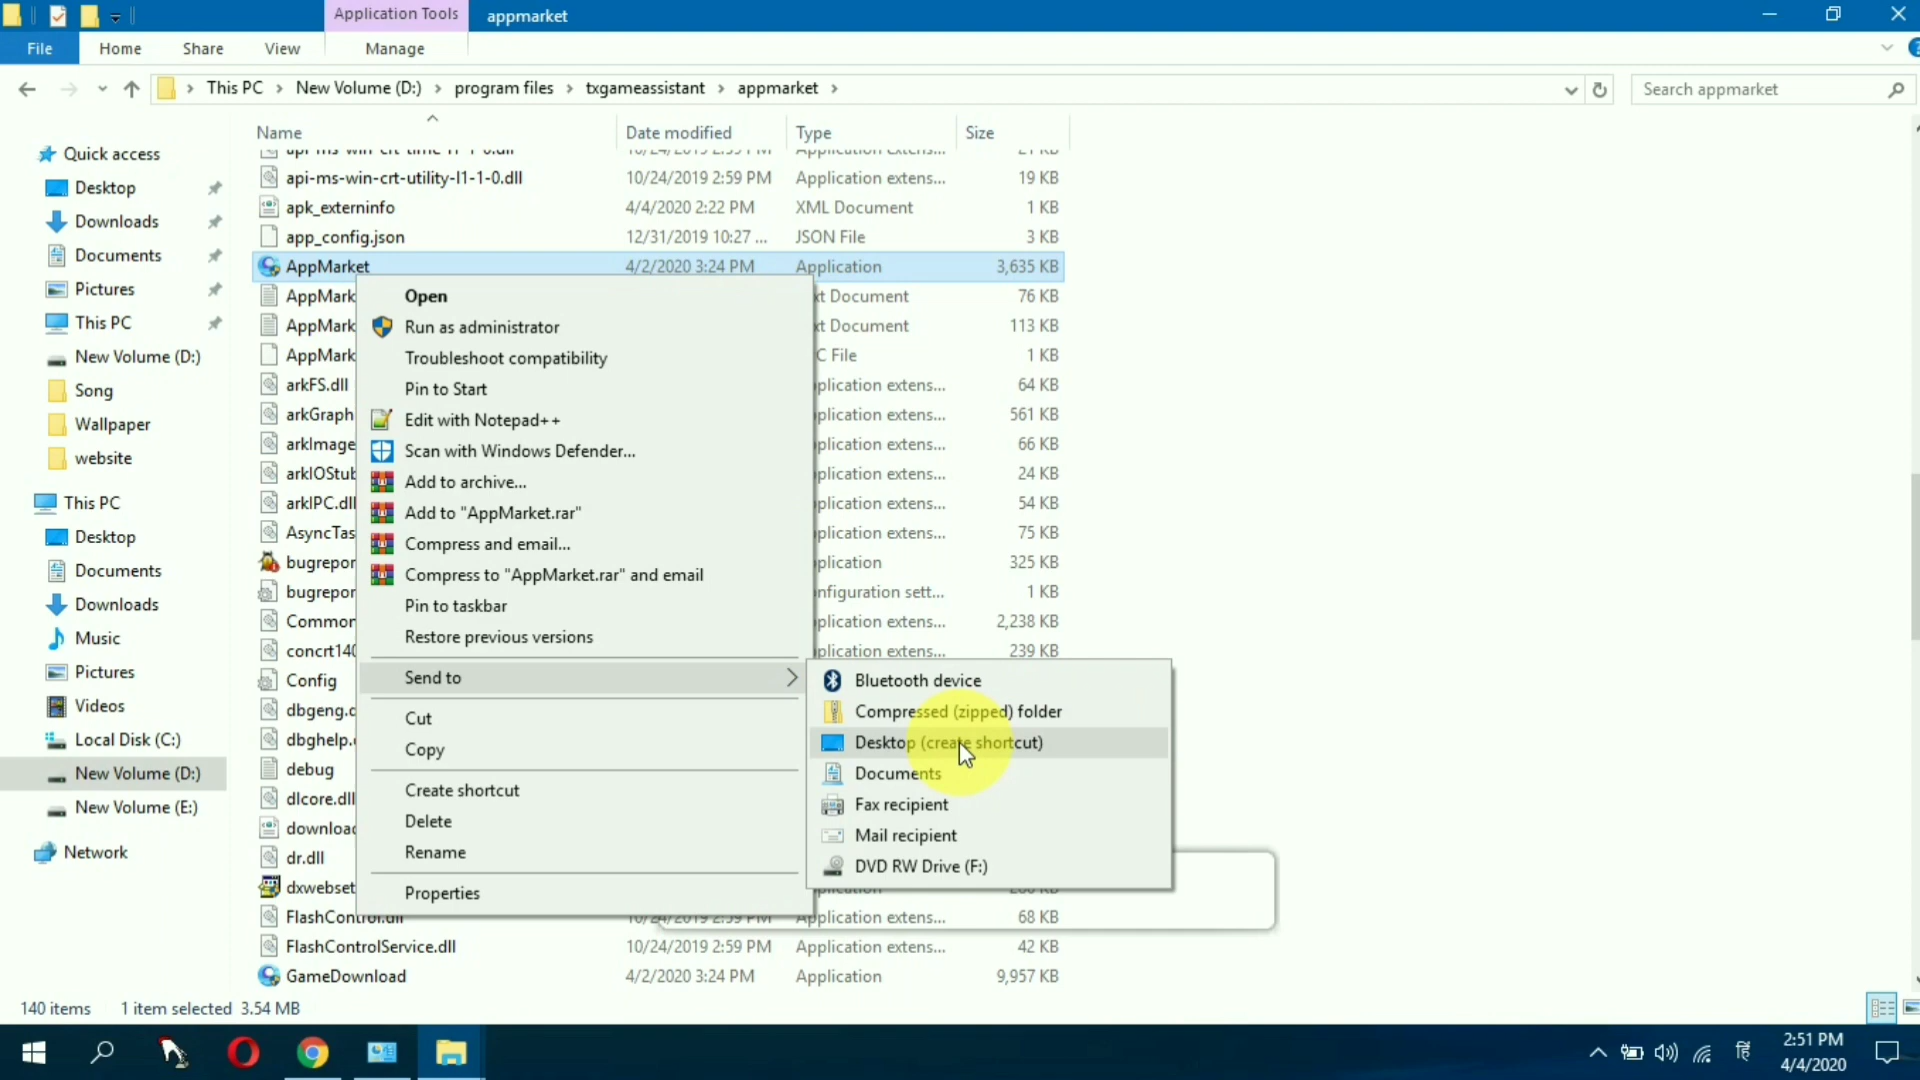 Application Tools
appmarket
File
Home
Share
View
Manage
This PC
New Volume (D:)
program files
txgameassistant
appmarket
Search appmarket
Name
Date modified
Type
Size
api-ms-win-crt-utility-l1-1-0.dll 10/24/2019 2:59 PM Application extens... 19 KB
apk_externinfo 4/4/2020 2:22 PM XML Document 1 KB
app_config.json 12/31/2019 10:27 ... JSON File 3 KB
AppMarket 4/2/2020 3:24 PM Application 3,635 KB
AppMark xt Document 76 KB
AppMark xt Document 113 KB
AppMark C File 1 KB
arkFS.dll plication extens... 64 KB
arkGraph plication extens... 561 KB
arkImage plication extens... 66 KB
arkIOStub plication extens... 24 KB
arkIPC.dll plication extens... 54 KB
AsyncTas plication extens... 75 KB
bugrepor plication 325 KB
bugrepor nfiguration sett... 1 KB
Common plication extens... 2,238 KB
concrt140 plication extens... 239 KB
Config
dbgeng.d
dbghelp.
debug
dlcore.dll
download
dr.dll
dxwebset
FlashControl.dll 10/24/2019 2:59 PM Application extens... 68 KB
FlashControlService.dll 10/24/2019 2:59 PM Application extens... 42 KB
GameDownload 4/2/2020 3:24 PM Application 9,957 KB
Quick access
Desktop
Downloads
Documents
Pictures
This PC
New Volume (D:)
Song
Wallpaper
website
This PC
Desktop
Documents
Downloads
Music
Pictures
Videos
Local Disk (C:)
New Volume (D:)
New Volume (E:)
Network
Open
Run as administrator
Troubleshoot compatibility
Pin to Start
Edit with Notepad++
Scan with Windows Defender...
Add to archive...
Add to "AppMarket.rar"
Compress and email...
Compress to "AppMarket.rar" and email
Pin to taskbar
Restore previous versions
Send to
Cut
Copy
Create shortcut
Delete
Rename
Properties
Bluetooth device
Compressed (zipped) folder
Desktop (create shortcut)
Documents
Fax recipient
Mail recipient
DVD RW Drive (F:)
140 items
1 item selected 3.54 MB
हिं
2:51 PM
4/4/2020